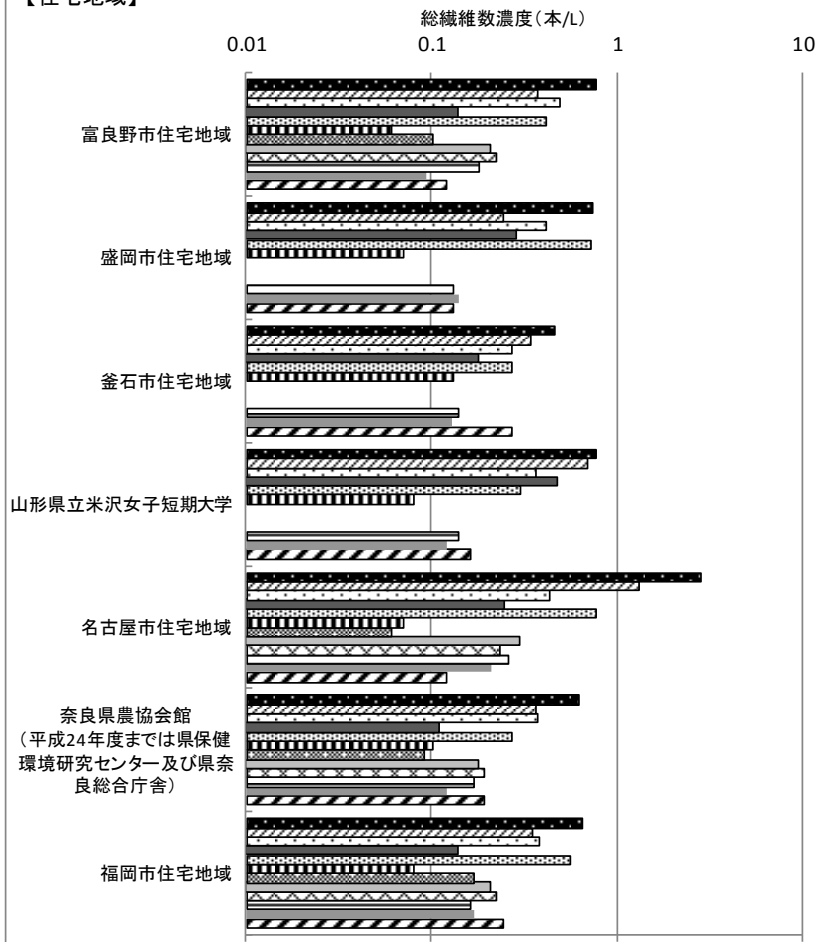 【住宅地域】
総繊維数濃度（本/L）
0.01 0.1 1 10
富良野市住宅地域
盛岡市住宅地域
釜石市住宅地域
山形県立米沢女子短期大学
名古屋市住宅地域
奈良県農協会館
（平成24年度までは県保健
環境研究センター及び県奈
良総合庁舎）
福岡市住宅地域